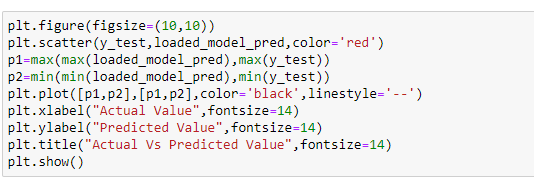 plt.figure(figsize=(10,10))
plt.scatter(y_test,loaded_model_pred,color='red')
p1=max(max(loaded_model_pred),max(y_test))
p2=min(min(loaded_model_pred),min(y_test))
plt.plot([p1,p2],[p1,p2],color='black',linestyle='--')
plt.xlabel("Actual Value",fontsize=14)
plt.ylabel("Predicted Value",fontsize=14)
plt.title("Actual Vs Predicted Value",fontsize=14)
plt.show()